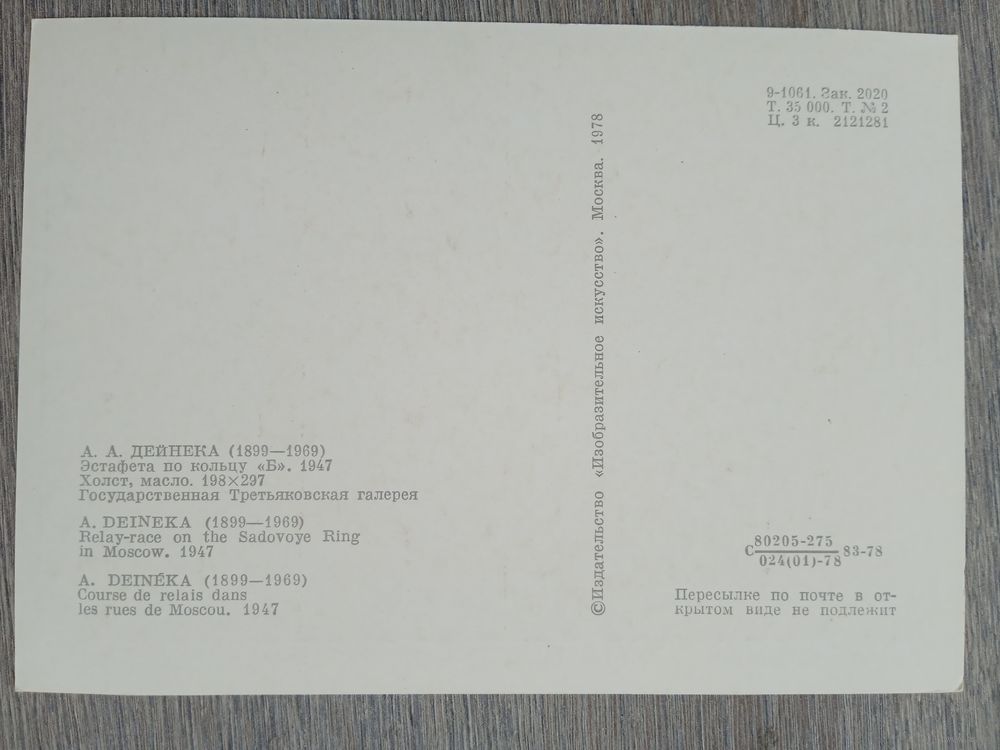 А. А. ДЕЙНЕКА (1899—1969)
Эстафета по кольцу «Б». 1947
Холст, масло. 198×297
Государственная Третьяковская галерея
A. DEINEKA (1899—1969)
Relay-race on the Sadovoye Ring
in Moscow. 1947
A. DEINÉKA (1899—1969)
Course de relais dans
les rues de Moscou. 1947
©Издательство «Изобразительное искусство». Москва. 1978
9-1061. Зак. 2020
Т. 35 000. Т. № 2
Ц. 3 к. 2121281
С 80205-275 83-78
024(01)-78
Пересылке по почте в от-
крытом виде не подлежит